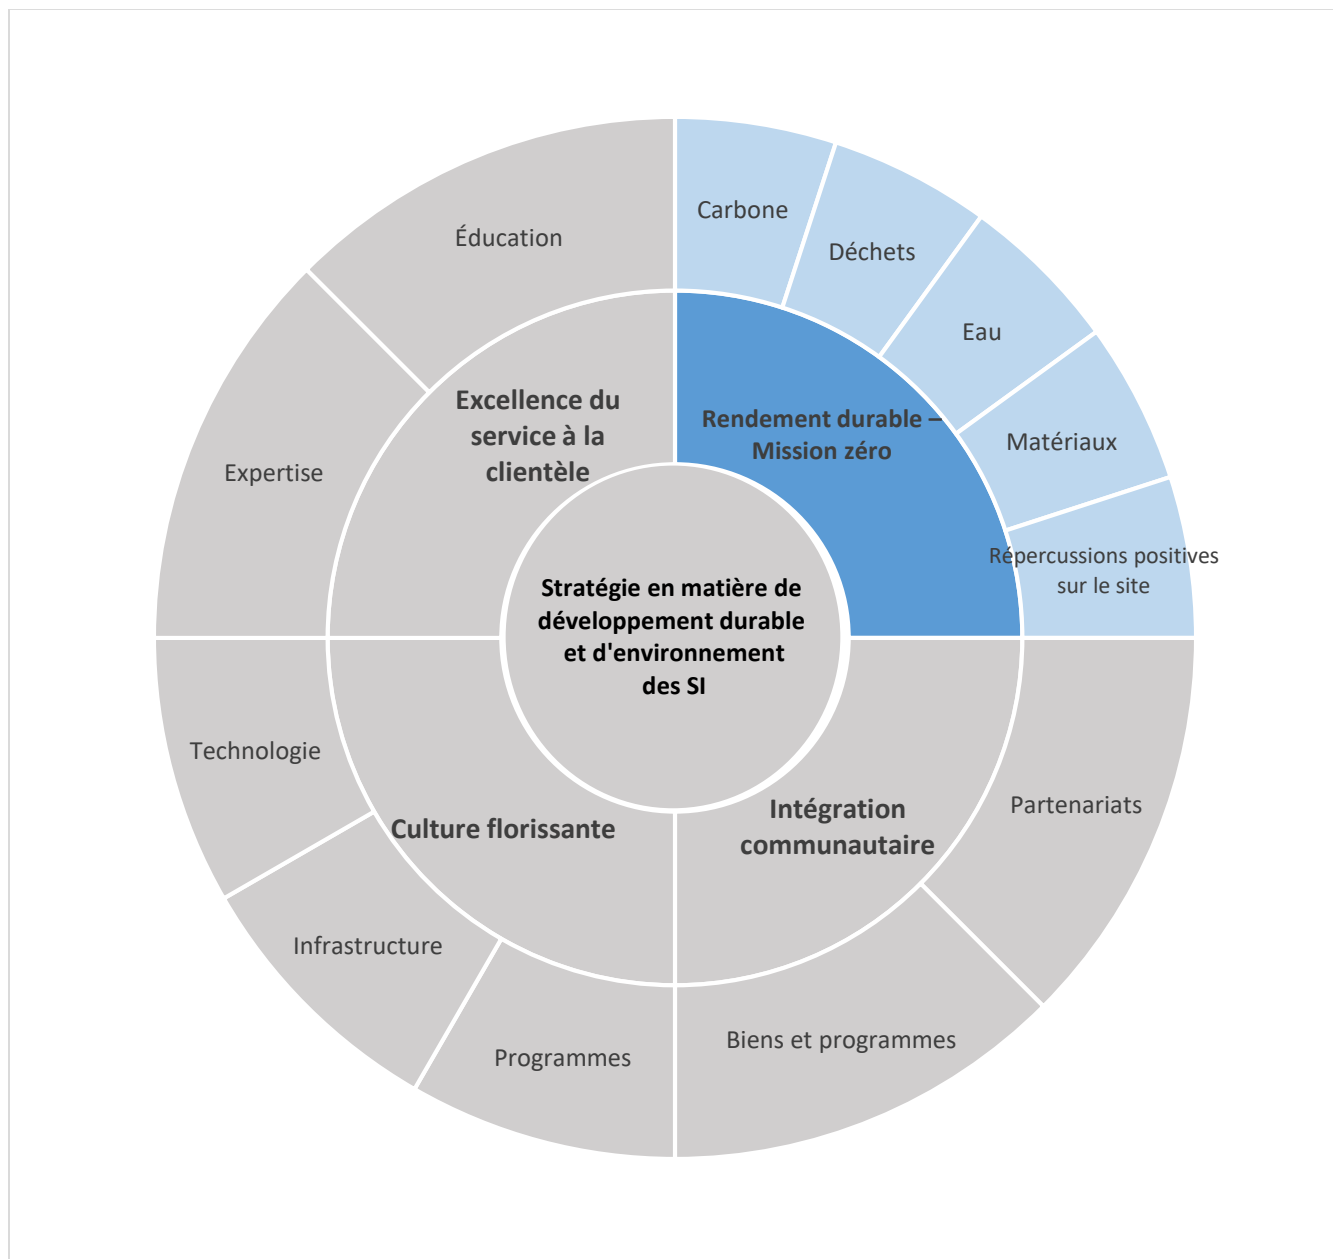 Carbone
Déchets
Eau
Matériaux
Répercussions positives
sur le site
Rendement durable –
Mission zéro
Éducation
Expertise
Excellence du
service à la
clientèle
Stratégie en matière de
développement durable
et d'environnement
des SI
Technologie
Infrastructure
Programmes
Culture florissante
Intégration
communautaire
Partenariats
Biens et programmes